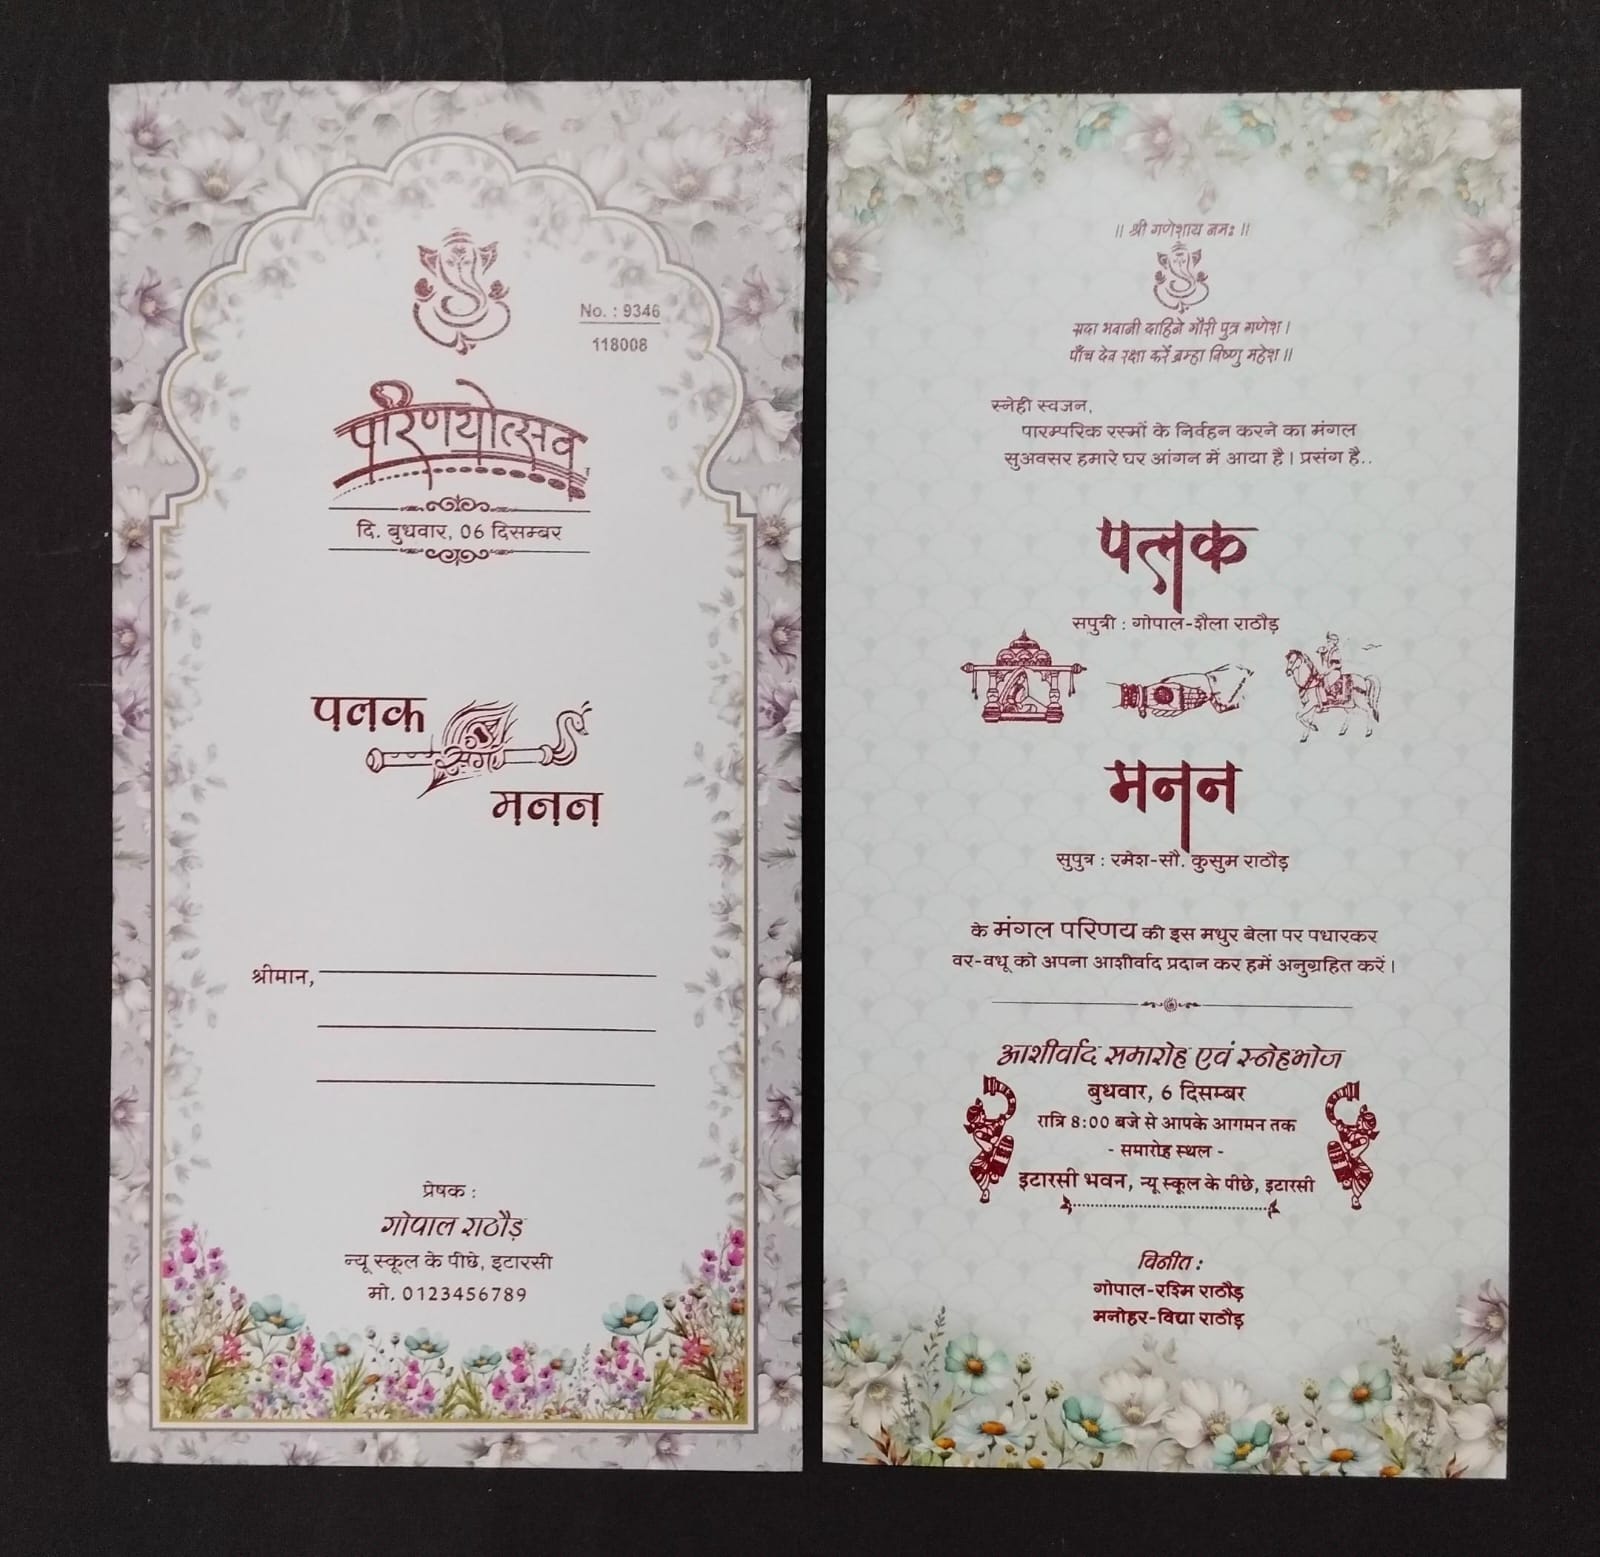 No. : 9346
118008
परिणयोत्सव
दि. बुधवार, 06 दिसम्बर
पलक
संग
मनन
श्रीमान,
प्रेषक :
गोपाल राठौड़
न्यू स्कूल के पीछे, इटारसी
मो. 0123456789
॥ श्री गणेशाय नमः ॥
सदा भवानी दाहिने गौरी पुत्र गणेश।
पाँच देव रक्षा करें ब्रम्हा विष्णु महेश॥
स्नेही स्वजन,
पारम्परिक रस्मों के निर्वहन करने का मंगल
सुअवसर हमारे घर आंगन में आया है। प्रसंग है..
पलक
सपुत्री : गोपाल-शैला राठौड़
मनन
सुपुत्र : रमेश-सौ. कुसुम राठौड़
के मंगल परिणय की इस मधुर बेला पर पधारकर
वर-वधू को अपना आशीर्वाद प्रदान कर हमें अनुग्रहित करें।
आशीर्वाद समारोह एवं स्नेहभोज
बुधवार, 6 दिसम्बर
रात्रि 8:00 बजे से आपके आगमन तक
- समारोह स्थल -
इटारसी भवन, न्यू स्कूल के पीछे, इटारसी
विनीत :
गोपाल-रश्मि राठौड़
मनोहर-विद्या राठौड़